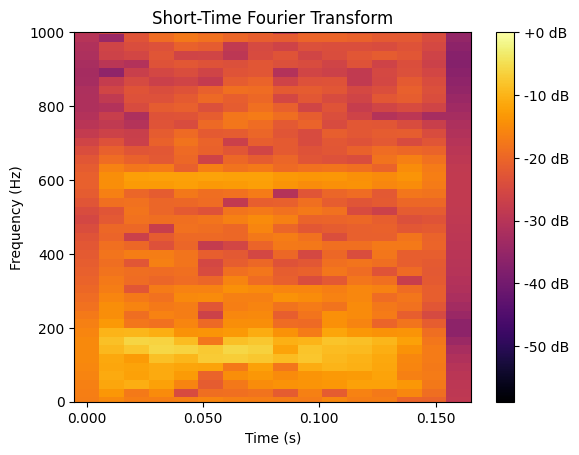 Short-Time Fourier Transform
1000
800
600
400
200
0
Frequency (Hz)
0.000
0.050
0.100
0.150
Time (s)
+0 dB
-10 dB
-20 dB
-30 dB
-40 dB
-50 dB